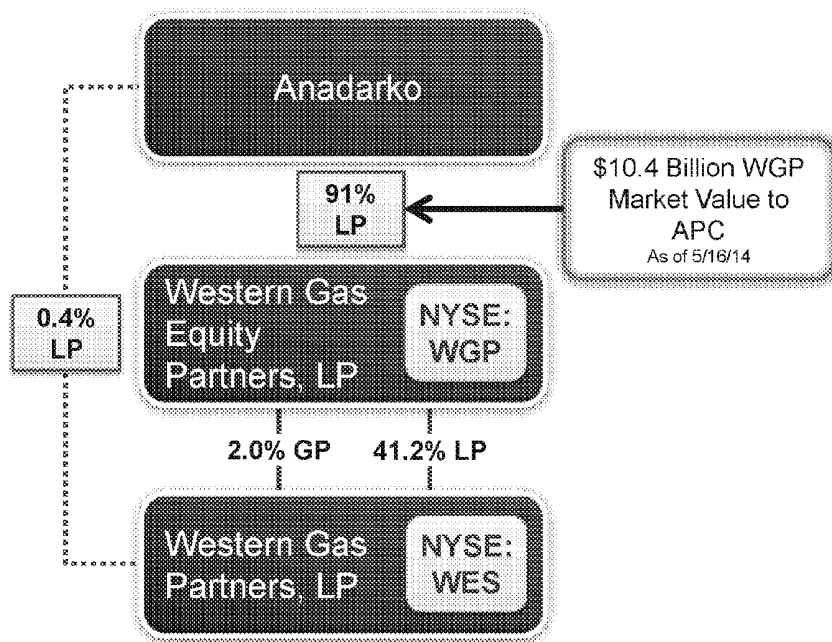 Anadarko
91%
LP
$10.4 Billion WGP
Market Value to
APC
As of 5/16/14
Western Gas
Equity
Partners, LP
NYSE:
WGP
0.4%
LP
2.0% GP
41.2% LP
Western Gas
Partners, LP
NYSE:
WES